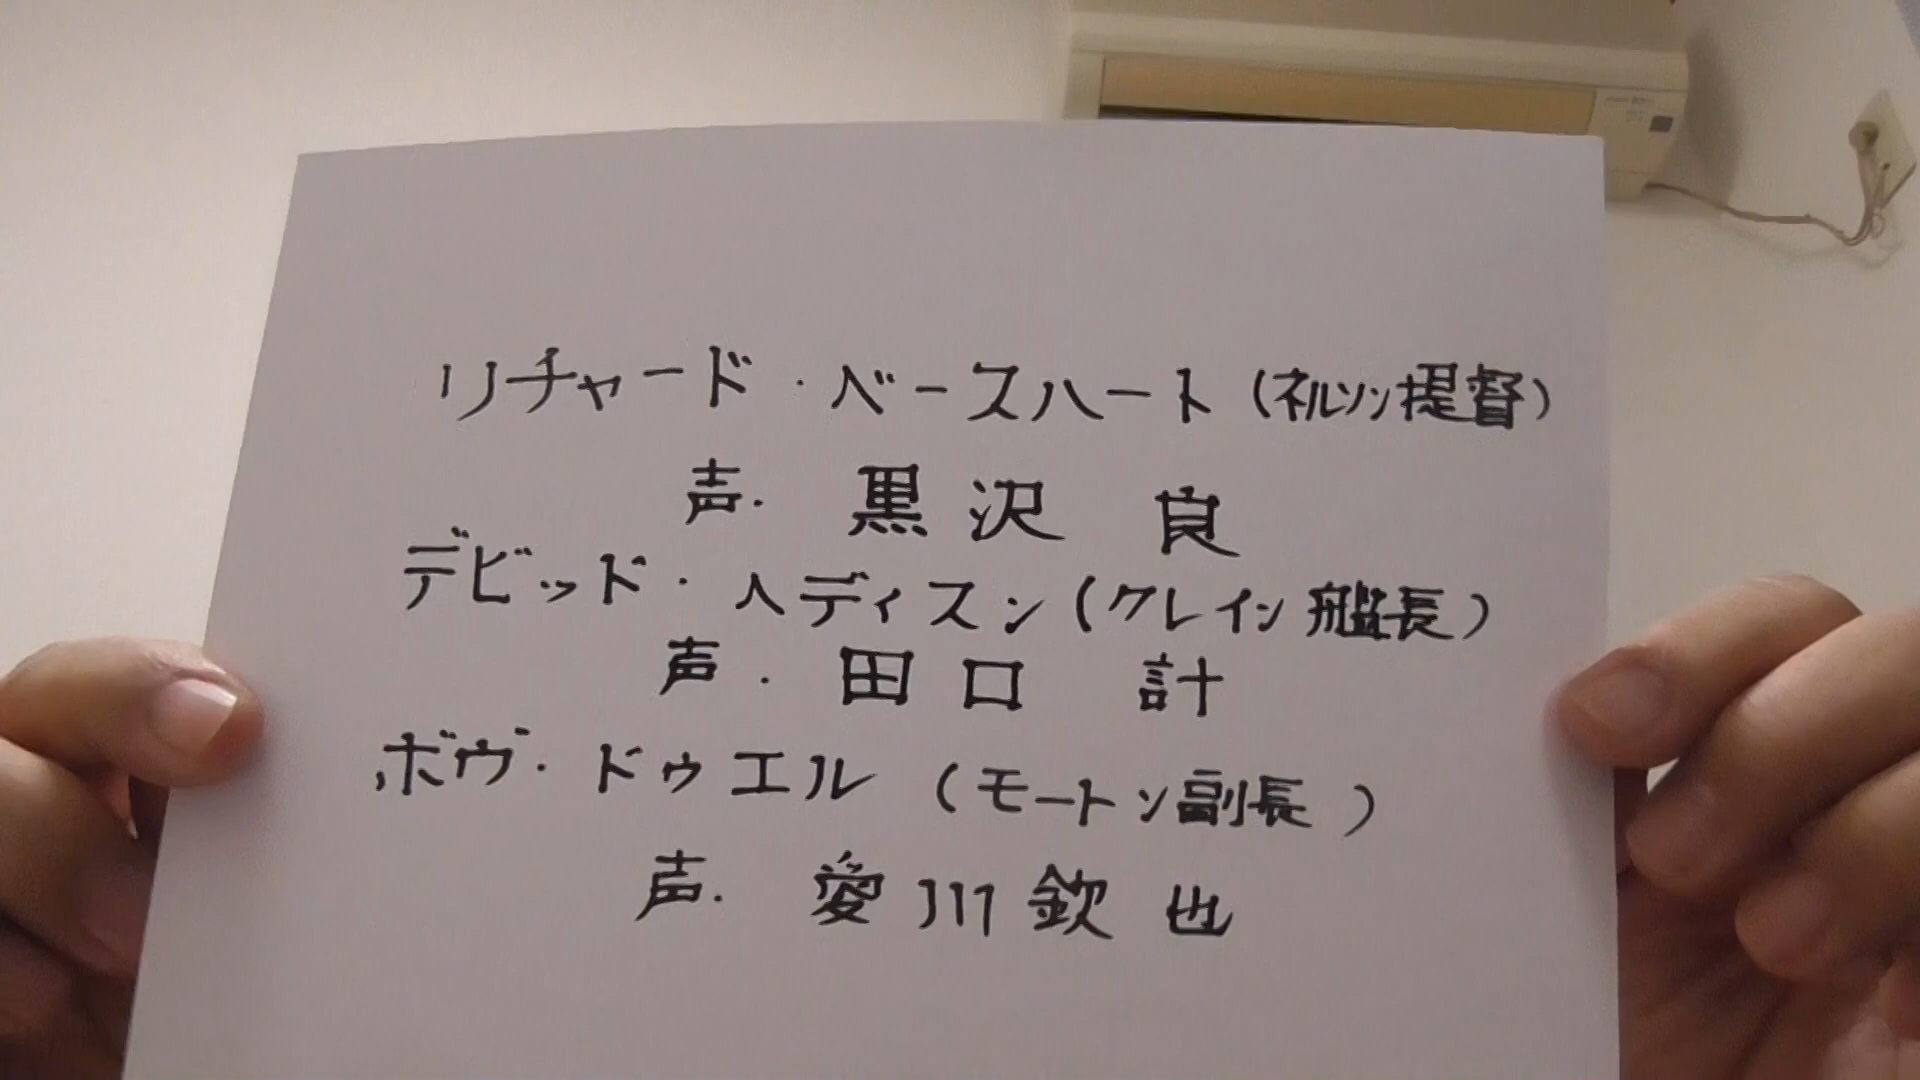 リチャード・ベースハート(ネルソン提督)
声.黒沢 良
デビッド・ヘディスン(クレイン艦長)
声.田口 計
ボヴ・ドゥエル(モートン副長)
声.愛川欽也